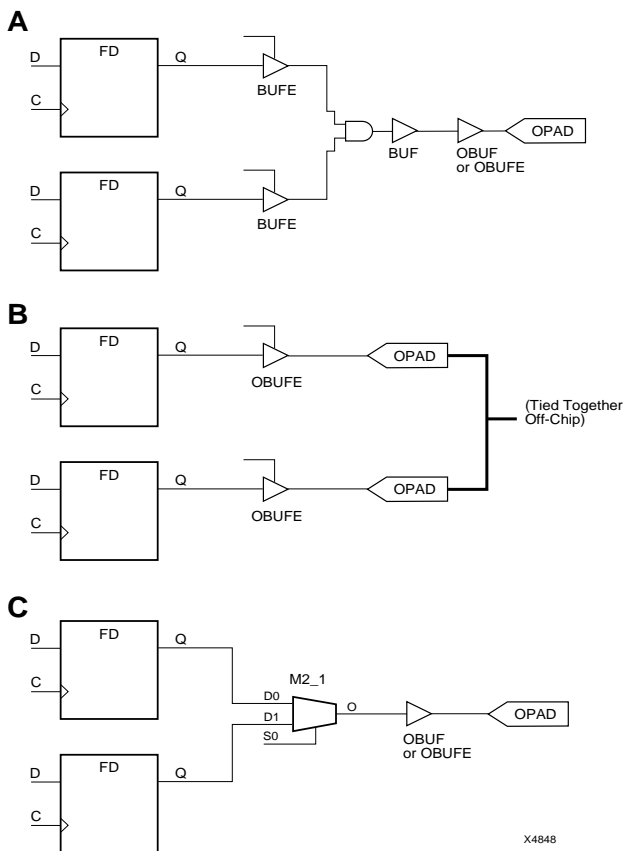 A
FD
D
Q
C
BUFE
FD
D
Q
C
BUFE
BUF
OBUF
or OBUFE
OPAD
B
FD
D
Q
C
OBUFE
OPAD
FD
D
Q
C
OBUFE
OPAD
(Tied Together
Off-Chip)
C
FD
D
Q
C
FD
D
Q
C
M2_1
D0
D1
S0
O
OBUF
or OBUFE
OPAD
X4848